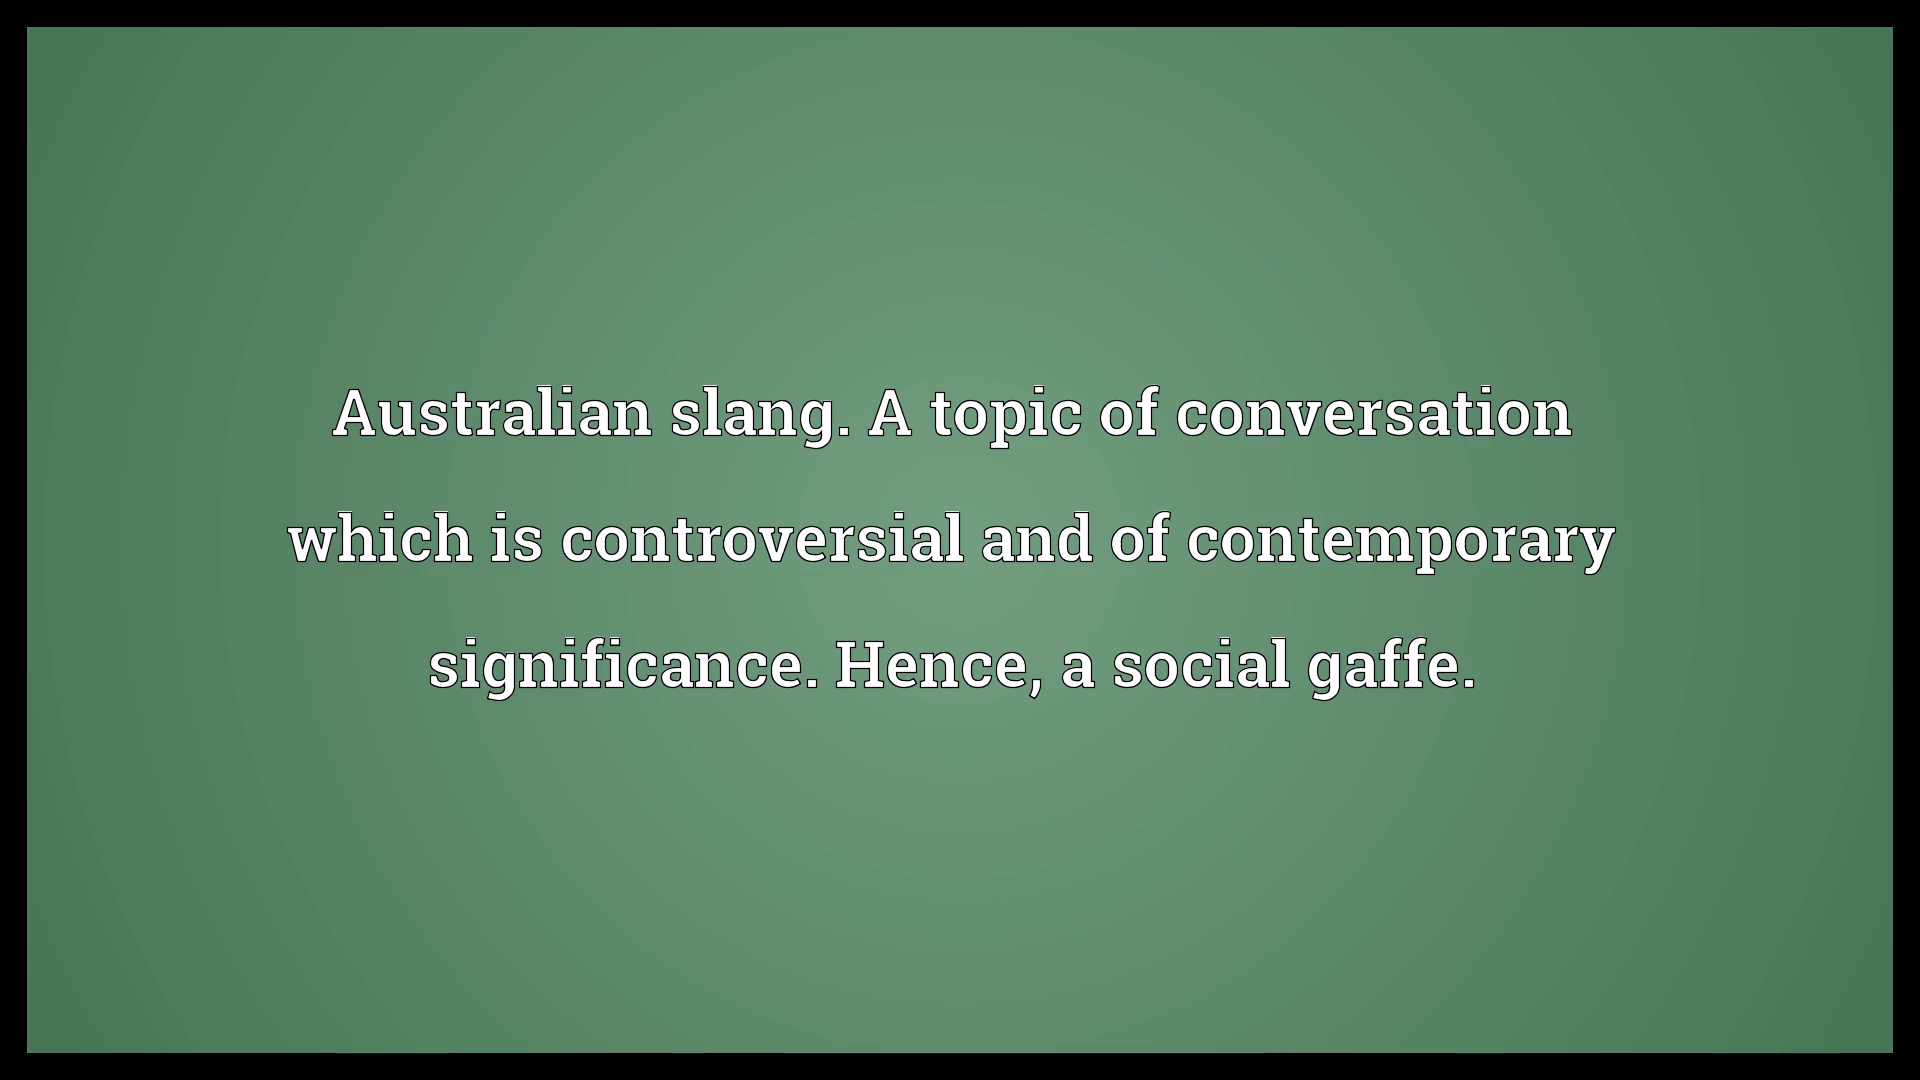 Australian slang. A topic of conversation
which is controversial and of contemporary
significance. Hence, a social gaffe.